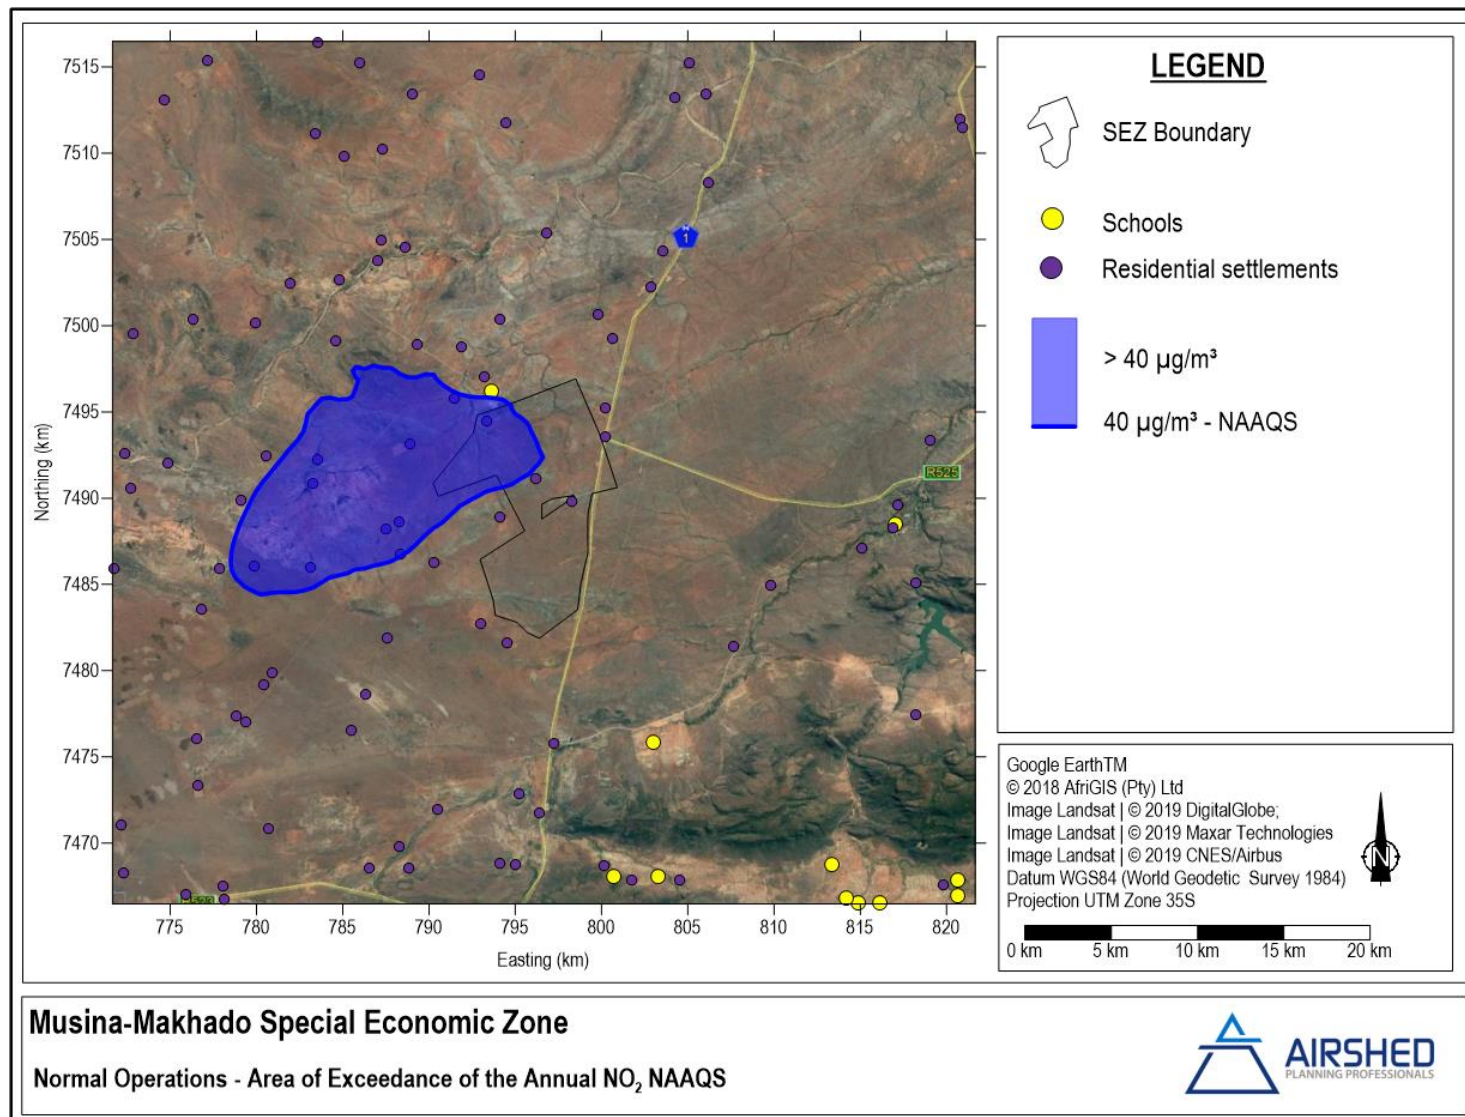 7515
7510
7505
7500
7495
7490
7485
7480
7475
7470
Northing (km)
1
R525
775
780
785
790
795
800
805
810
815
820
Easting (km)
LEGEND
SEZ Boundary
Schools
Residential settlements
> 40 µg/m³
40 µg/m³ - NAAQS
Google EarthTM
© 2018 AfriGIS (Pty) Ltd
Image Landsat | © 2019 DigitalGlobe;
Image Landsat | © 2019 Maxar Technologies
Image Landsat | © 2019 CNES/Airbus
Datum WGS84 (World Geodetic Survey 1984)
Projection UTM Zone 35S
N
0 km 5 km 10 km 15 km 20 km
Musina-Makhado Special Economic Zone
Normal Operations - Area of Exceedance of the Annual NO₂ NAAQS
AIRSHED
PLANNING PROFESSIONALS